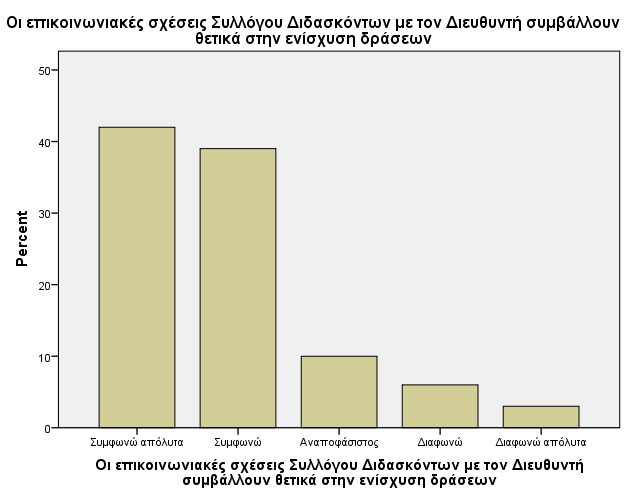 Οι επικοινωνιακές σχέσεις Συλλόγου Διδασκόντων με τον Διευθυντή συμβάλλουν
θετικά στην ενίσχυση δράσεων
50
40
30
20
10
0
Percent
Συμφωνώ απόλυτα
Συμφωνώ
Αναποφάσιστος
Διαφωνώ
Διαφωνώ απόλυτα
Οι επικοινωνιακές σχέσεις Συλλόγου Διδασκόντων με τον Διευθυντή
συμβάλλουν θετικά στην ενίσχυση δράσεων